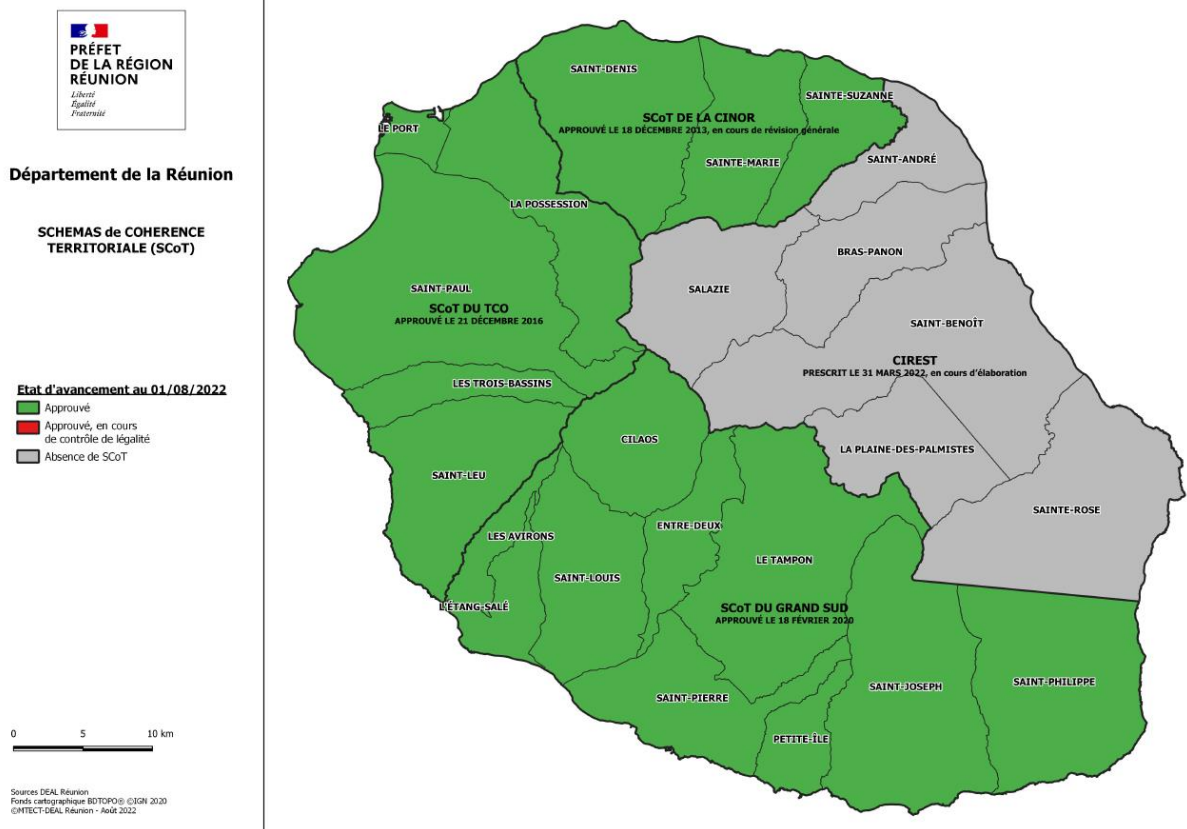 PRÉFET
DE LA RÉGION
RÉUNION
Liberté
Égalité
Fraternité
Département de la Réunion
SCHEMAS de COHERENCE
TERRITORIALE (SCoT)
Etat d'avancement au 01/08/2022
Approuvé
Approuvé, en cours
de contrôle de légalité
Absence de SCoT
0 5 10 km
Sources DEAL Réunion
Fonds cartographique BDTOPO® ©IGN 2020
©MTECT-DEAL Réunion - Août 2022
SAINT-DENIS
SAINTE-SUZANNE
SCoT DE LA CINOR
APPROUVÉ LE 18 DÉCEMBRE 2013, en cours de révision générale
LE PORT
SAINTE-MARIE
SAINT-ANDRÉ
LA POSSESSION
BRAS-PANON
SAINT-PAUL
SALAZIE
SCoT DU TCO
APPROUVÉ LE 21 DÉCEMBRE 2016
SAINT-BENOÎT
CIREST
PRESCRIT LE 31 MARS 2022, en cours d'élaboration
LES TROIS-BASSINS
CILAOS
LA PLAINE-DES-PALMISTES
SAINT-LEU
SAINTE-ROSE
ENTRE-DEUX
LES AVIRONS
LE TAMPON
SAINT-LOUIS
L'ÉTANG-SALÉ
SCoT DU GRAND SUD
APPROUVÉ LE 18 FÉVRIER 2020
SAINT-PHILIPPE
SAINT-JOSEPH
SAINT-PIERRE
PETITE-ÎLE